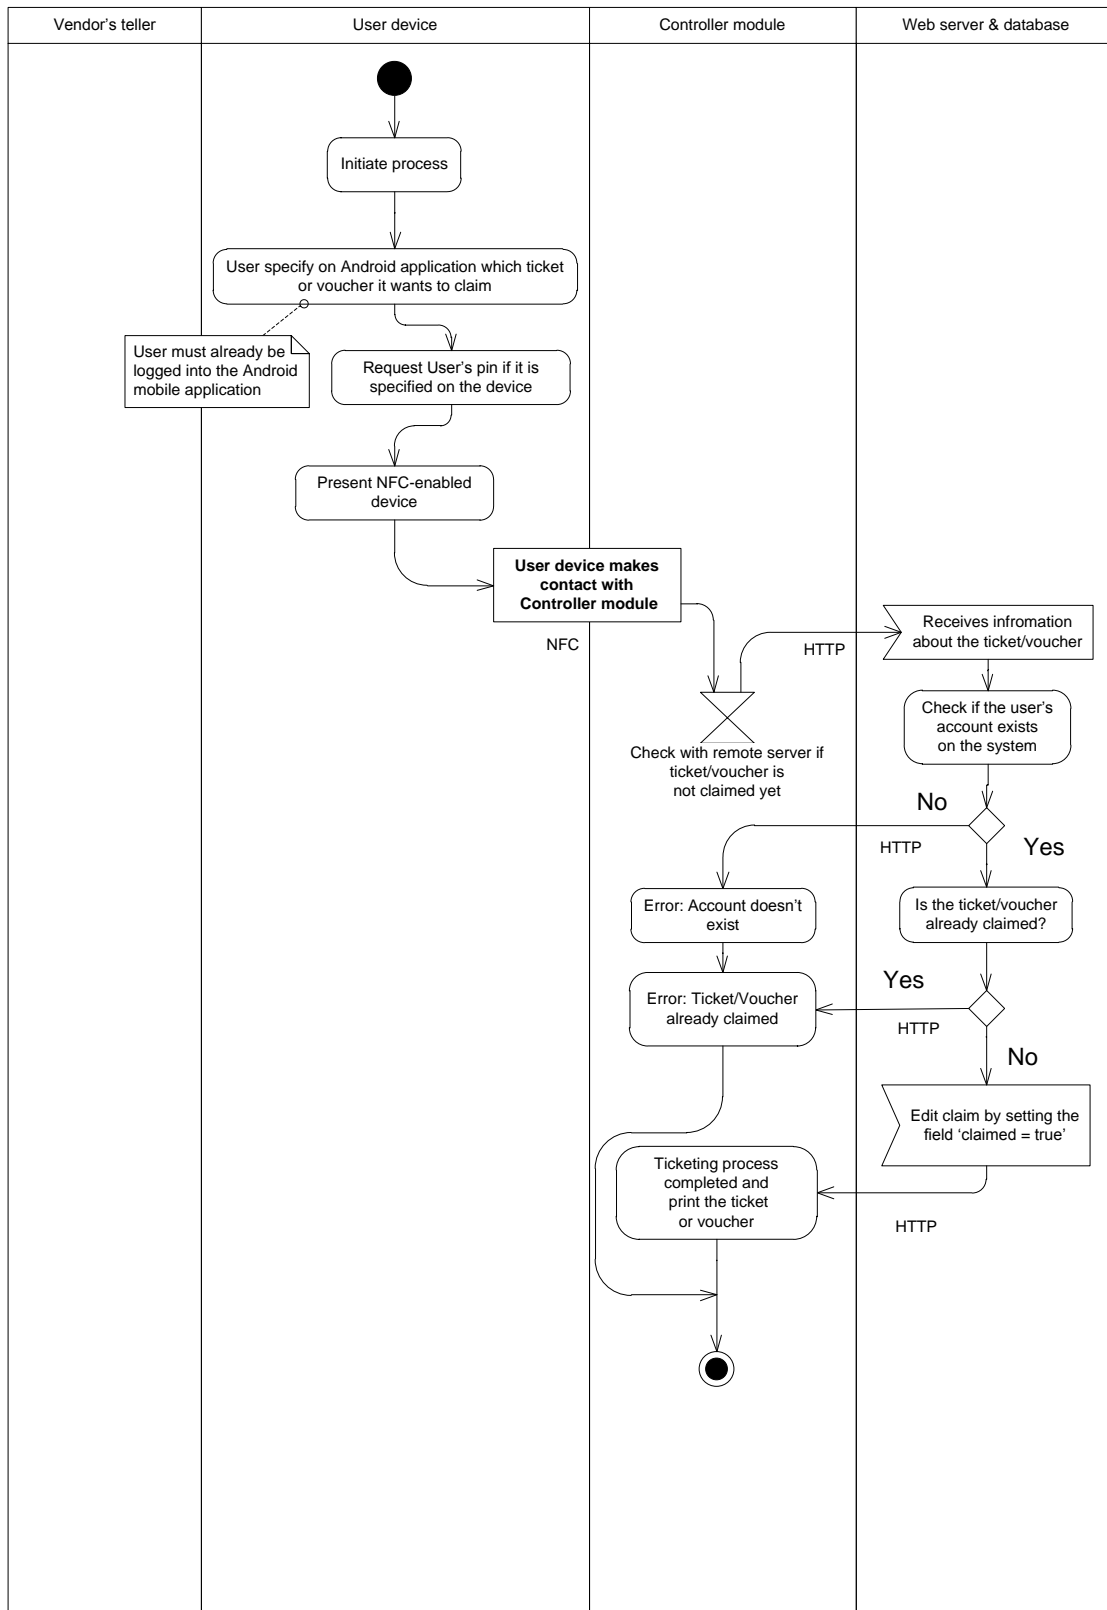 Vendor's teller
User device
Controller module
Web server & database
Initiate process
User specify on Android application which ticket
or voucher it wants to claim
User must already be
logged into the Android
mobile application
Request User's pin if it is
specified on the device
Present NFC-enabled
device
User device makes
contact with
Controller module
NFC
HTTP
Receives infromation
about the ticket/voucher
Check with remote server if
ticket/voucher is
not claimed yet
Check if the user's
account exists
on the system
No
HTTP
Yes
Error: Account doesn't
exist
Is the ticket/voucher
already claimed?
Yes
Error: Ticket/Voucher
already claimed
HTTP
No
Edit claim by setting the
field 'claimed = true'
Ticketing process
completed and
print the ticket
or voucher
HTTP